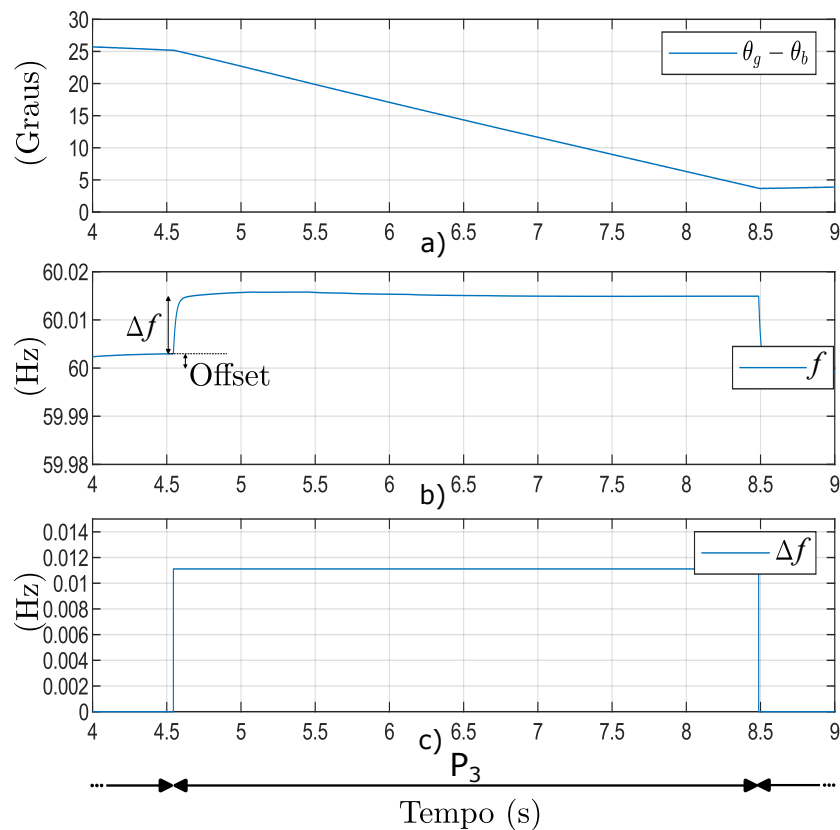 30
25
20
15
10
5
0
(Graus)
θg − θb
4 4.5 5 5.5 6 6.5 7 7.5 8 8.5 9
a)
60.02
60.01
60
59.99
59.98
(Hz)
Δf
Offset
f
4 4.5 5 5.5 6 6.5 7 7.5 8 8.5 9
b)
0.014
0.012
0.01
0.008
0.006
0.004
0.002
0
(Hz)
Δf
4 4.5 5 5.5 6 6.5 7 7.5 8 8.5 9
c)
P3
... ...
Tempo (s)